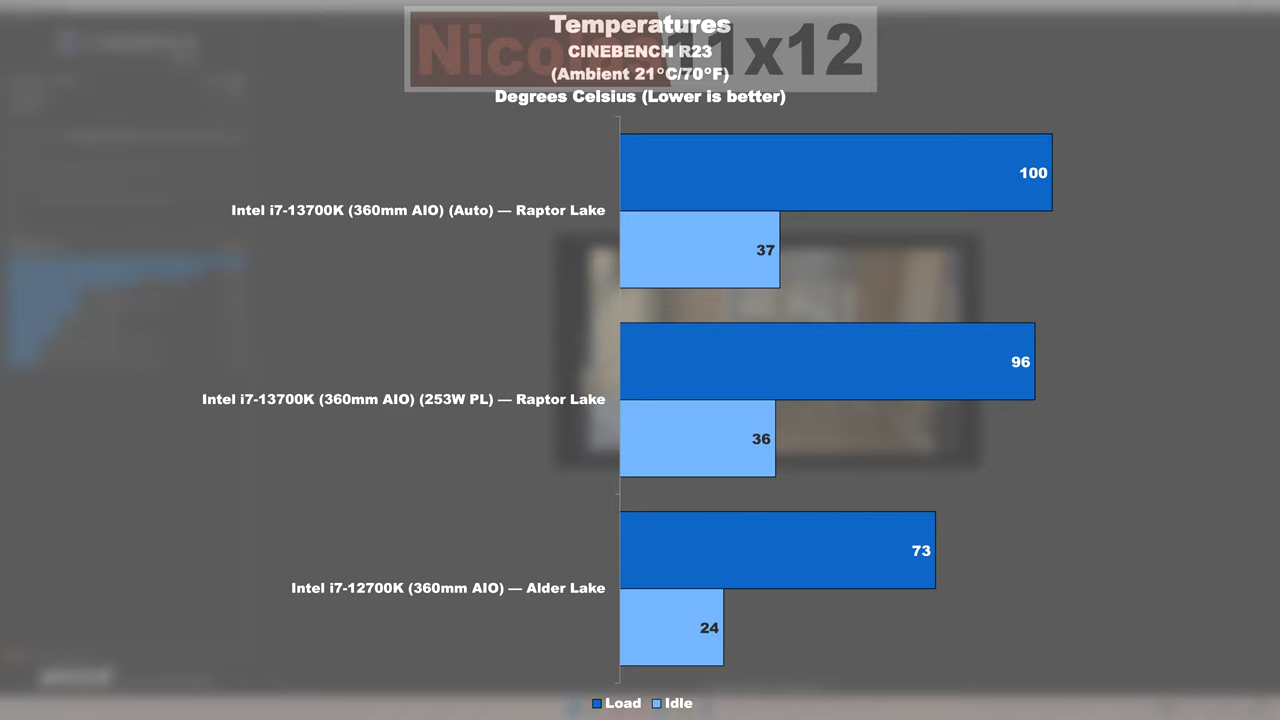 Temperatures
Nicolas11x12
CINEBENCH R23
(Ambient 21°C/70°F)
Degrees Celsius (Lower is better)
100
Intel i7-13700K (360mm AIO) (Auto) — Raptor Lake
37
96
Intel i7-13700K (360mm AIO) (253W PL) — Raptor Lake
36
73
Intel i7-12700K (360mm AIO) — Alder Lake
24
Load Idle